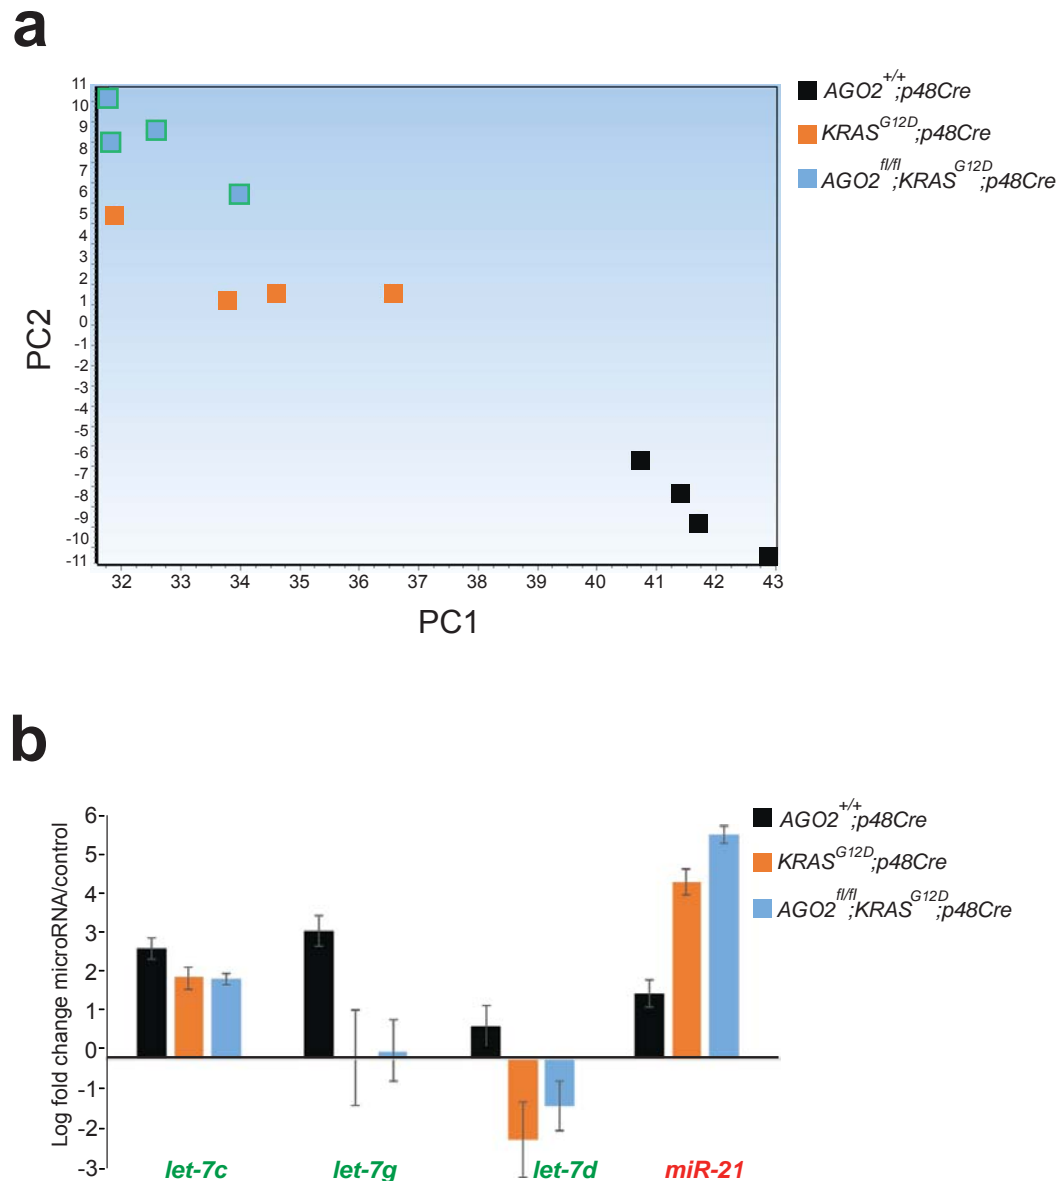 a
11
10
9
8
7
6
5
4
3
2
1
0
-1
-2
-3
-4
-5
-6
-7
-8
-9
-10
-11
PC2
32 33 34 35 36 37 38 39 40 41 42 43
PC1
AGO2+/+;p48Cre
KRASG12D;p48Cre
AGO2fl/fl;KRASG12D;p48Cre
b
Log fold change microRNA/control
6
5
4
3
2
1
0
-1
-2
-3
let-7c let-7g let-7d miR-21
AGO2+/+;p48Cre
KRASG12D;p48Cre
AGO2fl/fl;KRASG12D;p48Cre